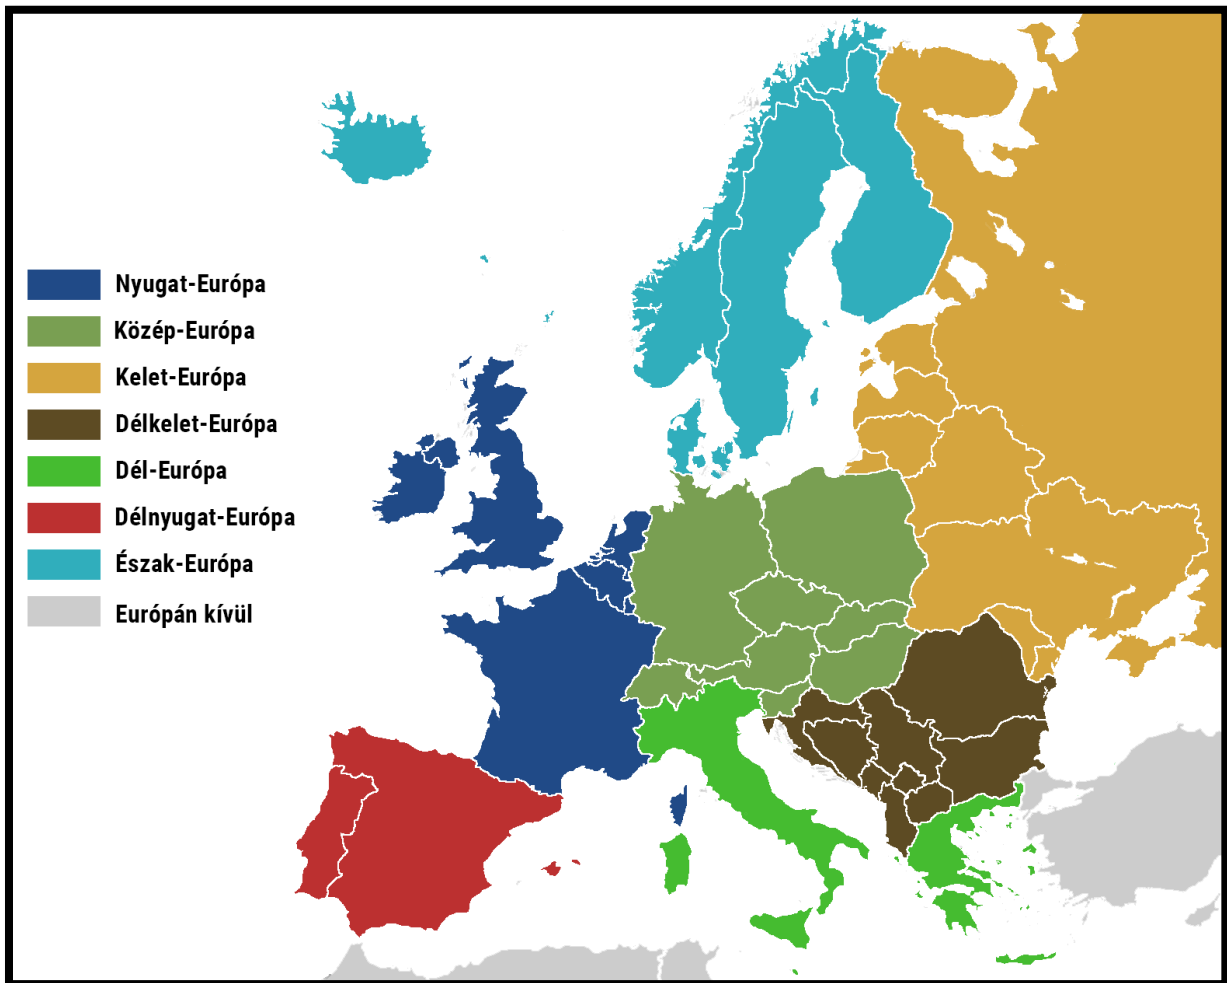 Nyugat-Európa
Közép-Európa
Kelet-Európa
Délkelet-Európa
Dél-Európa
Délnyugat-Európa
Észak-Európa
Európán kívül